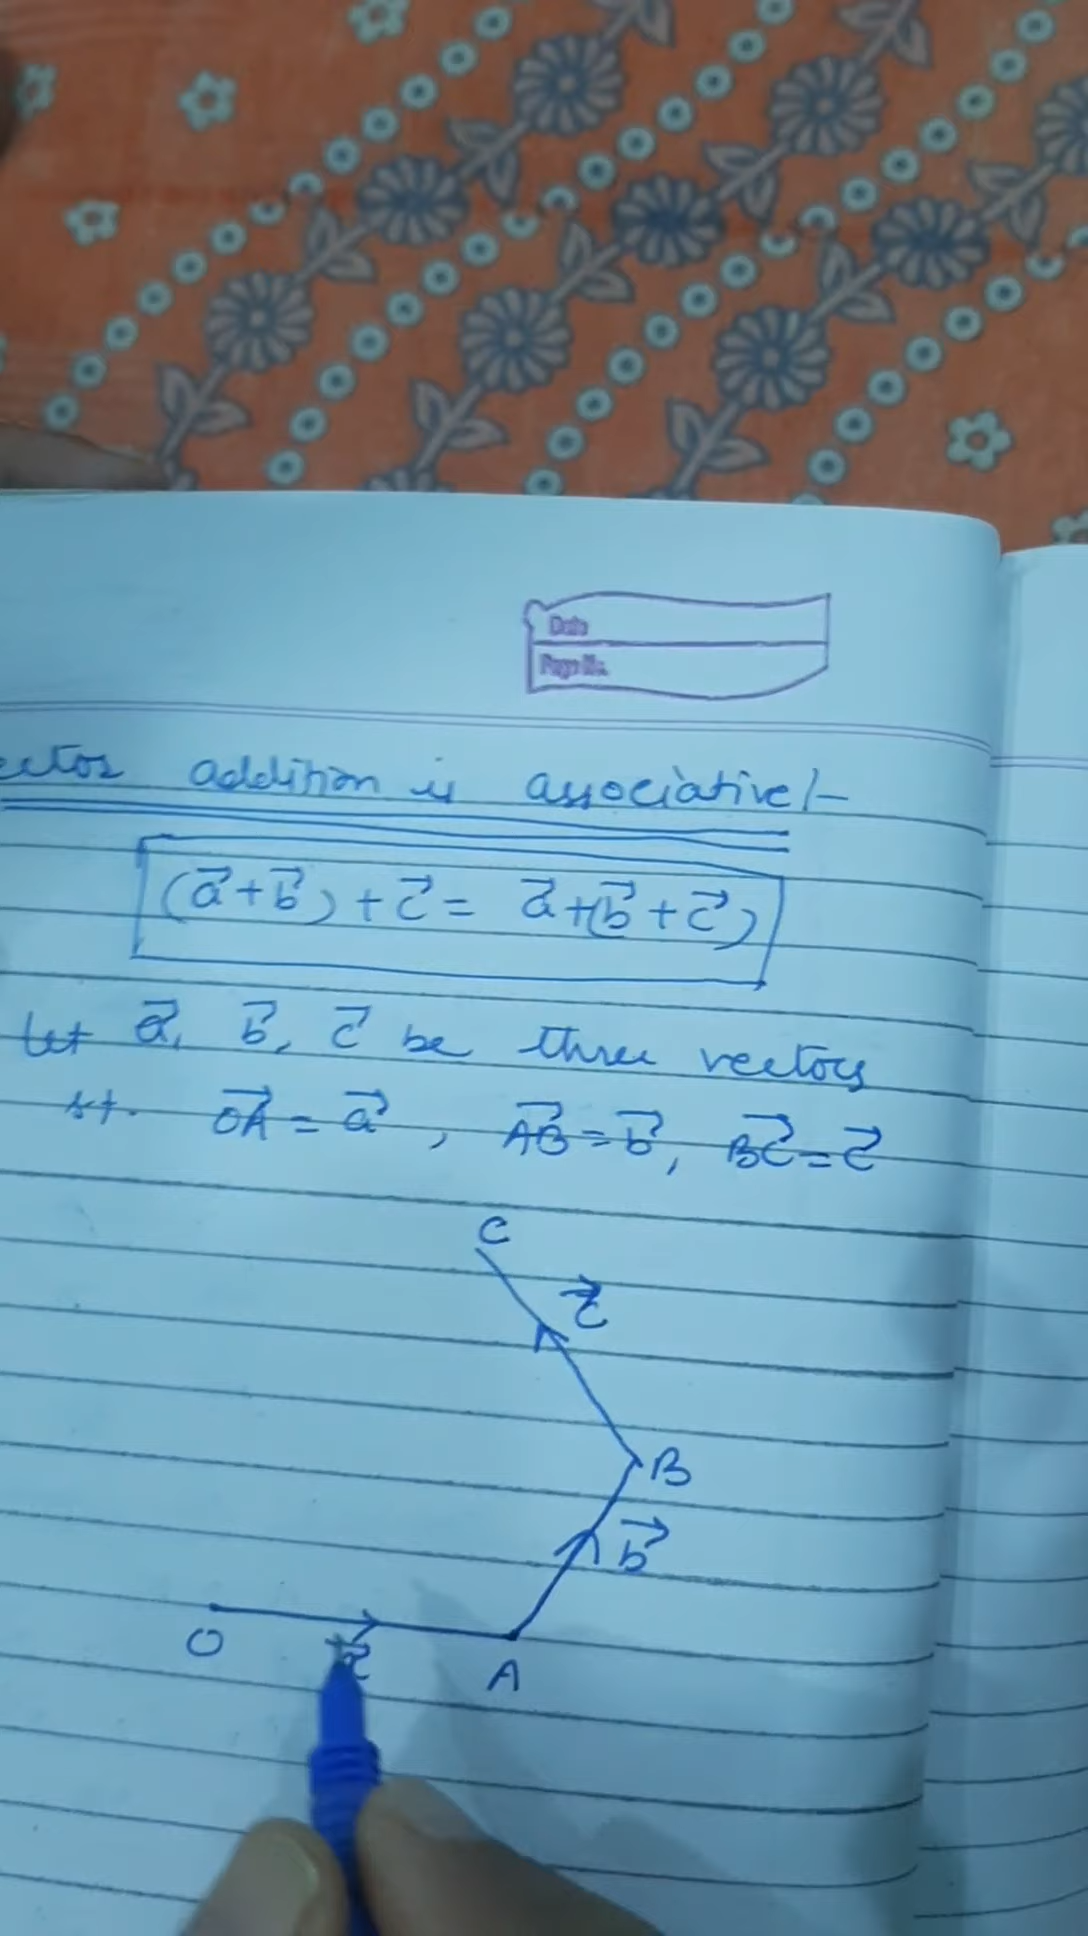 Date
Page No.
ector addition is associative/-
(a⃗+b⃗)+c⃗= a⃗+(b⃗+c⃗)
Let a⃗, b⃗, c⃗ be three vectors
s.t. OA⃗=a⃗, AB⃗=b⃗, BC⃗=c⃗
C
c⃗
B
b⃗
O
A